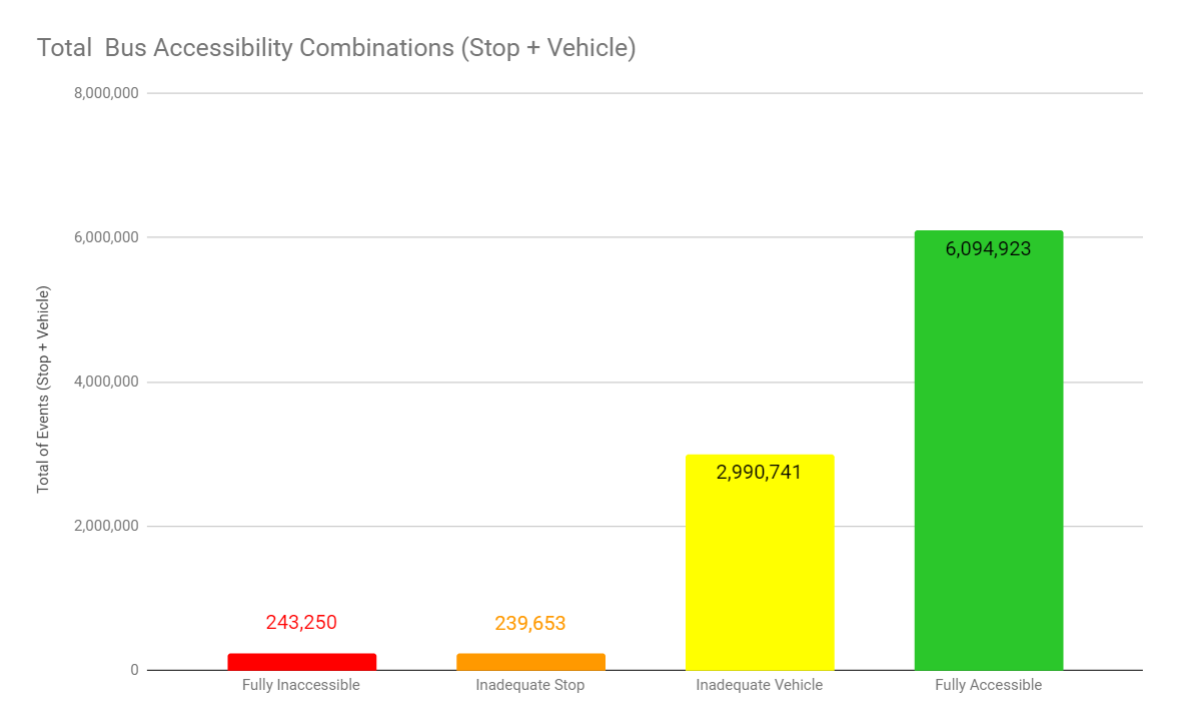 Total Bus Accessibility Combinations (Stop + Vehicle)
8,000,000
6,000,000
4,000,000
2,000,000
0
Total of Events (Stop + Vehicle)
243,250
239,653
2,990,741
6,094,923
Fully Inaccessible
Inadequate Stop
Inadequate Vehicle
Fully Accessible